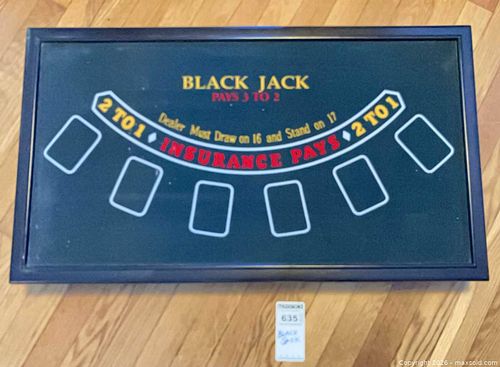 BLACK JACK
PAYS 3 TO 2
Dealer Must Draw on 16 and Stand on 17
2 TO 1 INSURANCE PAYS 2 TO 1
635
BLACK
JACK
Copyright © 2026 - maxsold.com